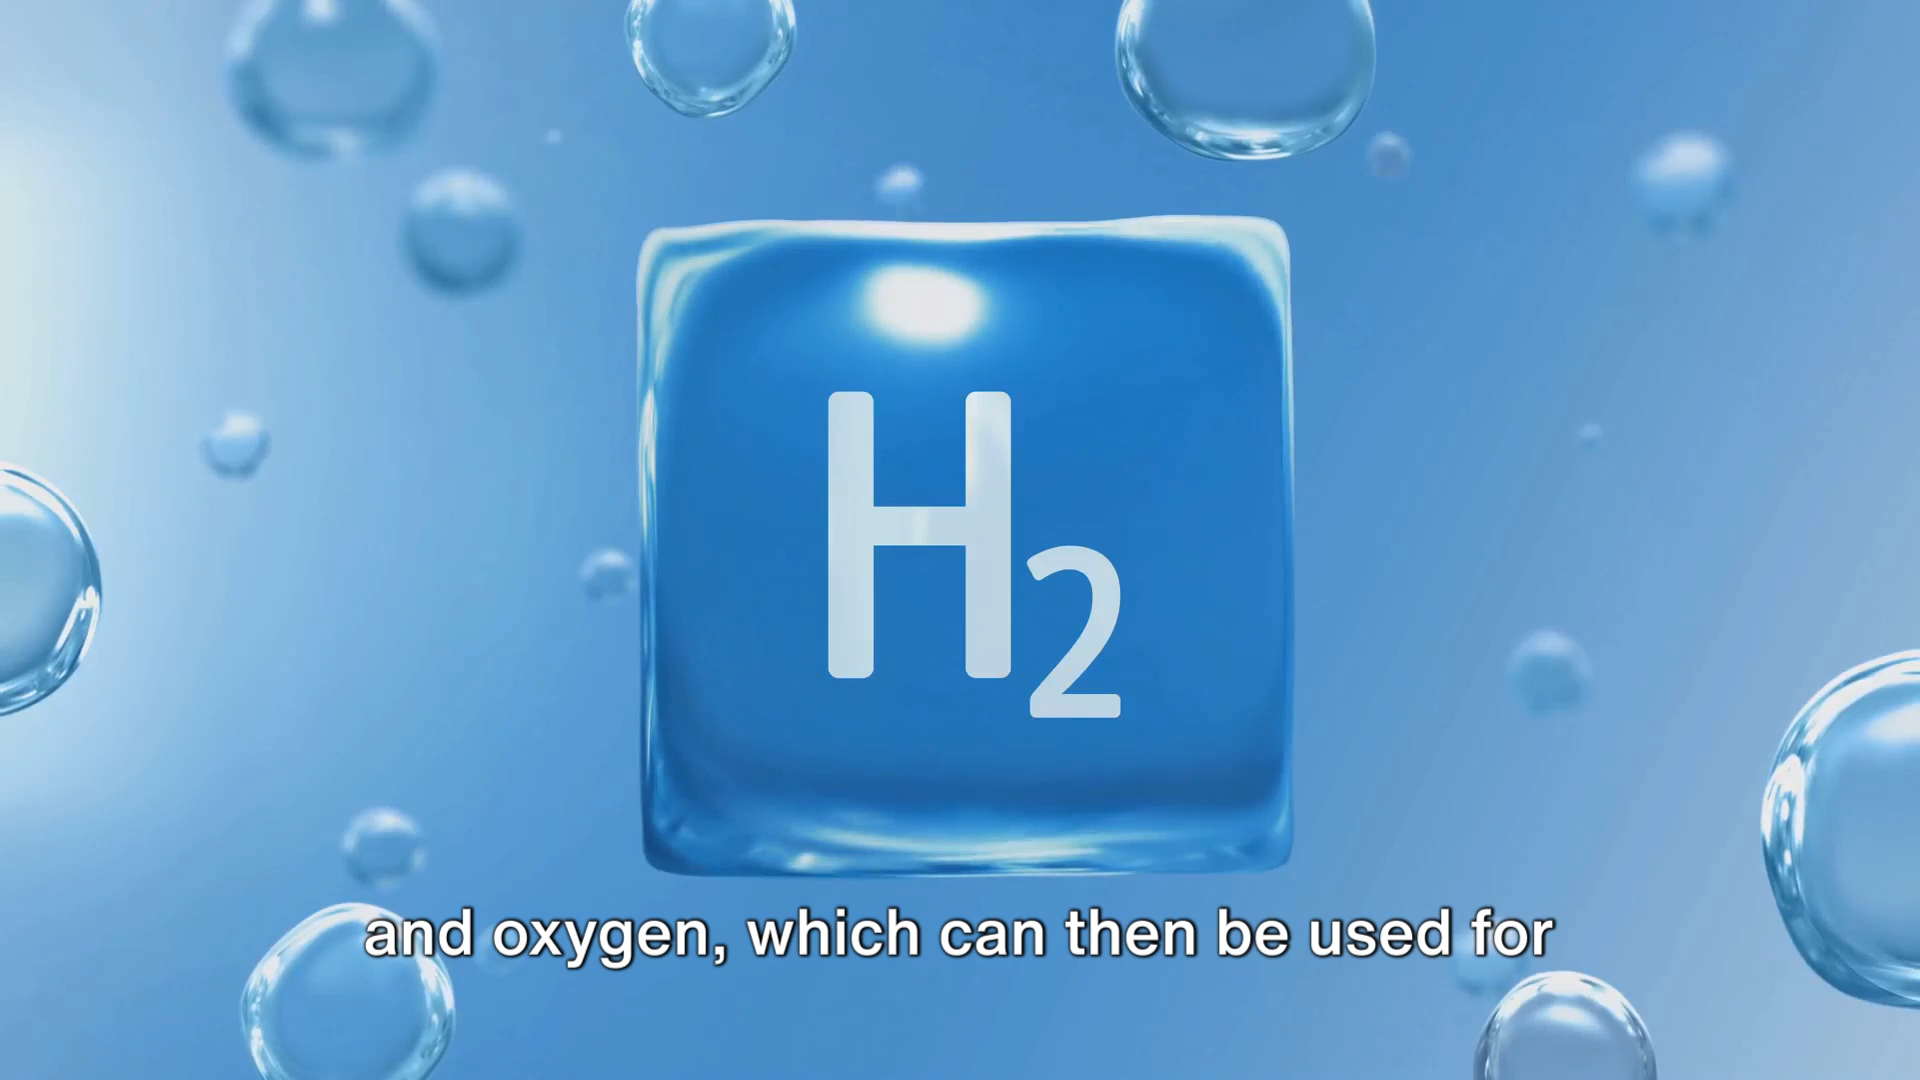 H₂
and oxygen, which can then be used for